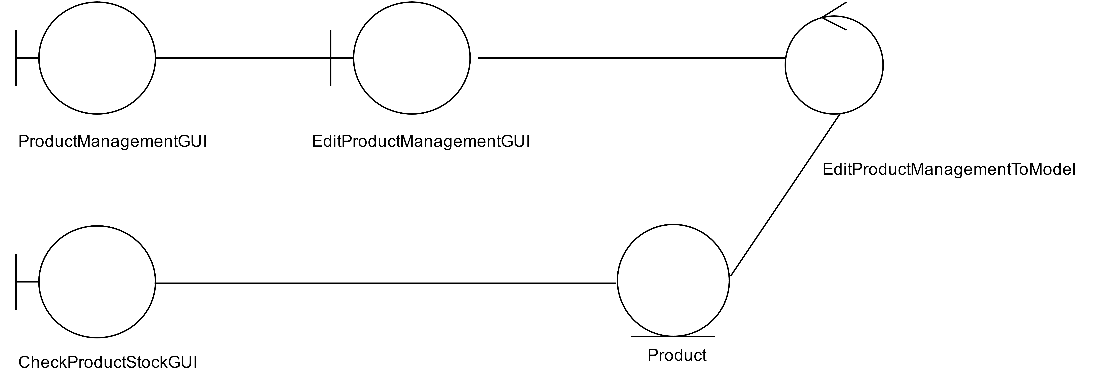 ProductManagementGUI
EditProductManagementGUI
EditProductManagementToModel
CheckProductStockGUI
Product